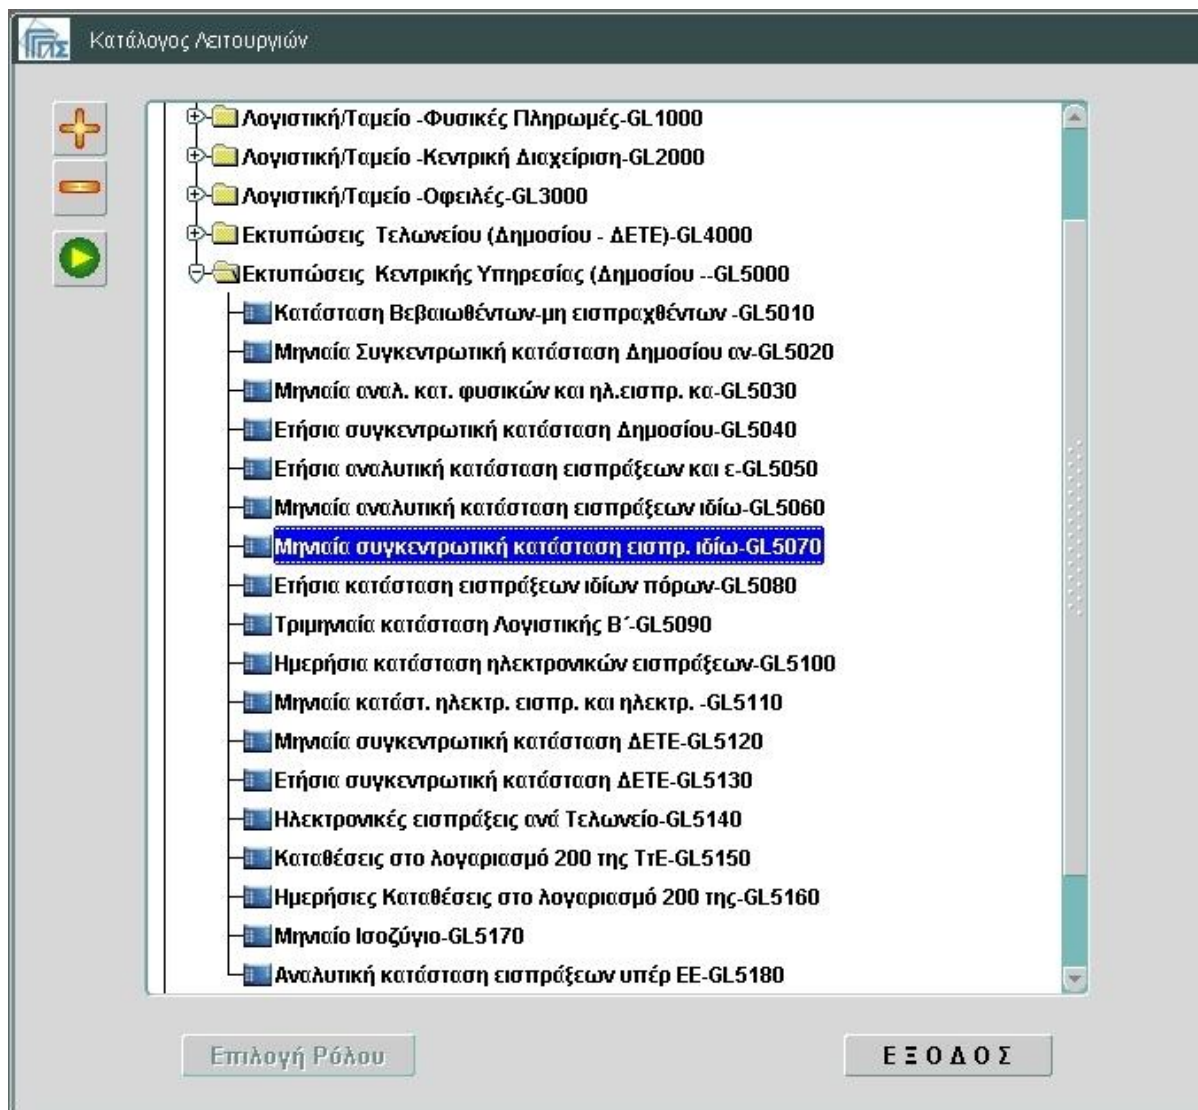 ΓΓΠΣ Κατάλογος Λειτουργιών
Λογιστική/Ταμείο -Φυσικές Πληρωμές-GL1000
Λογιστική/Ταμείο -Κεντρική Διαχείριση-GL2000
Λογιστική/Ταμείο -Οφειλές-GL3000
Εκτυπώσεις Τελωνείου (Δημοσίου - ΔΕΤΕ)-GL4000
Εκτυπώσεις Κεντρικής Υπηρεσίας (Δημοσίου --GL5000
Κατάσταση Βεβαιωθέντων-μη εισπραχθέντων -GL5010
Μηνιαία Συγκεντρωτική κατάσταση Δημοσίου αν-GL5020
Μηνιαία αναλ. κατ. φυσικών και ηλ.εισπρ. κα-GL5030
Ετήσια συγκεντρωτική κατάσταση Δημοσίου-GL5040
Ετήσια αναλυτική κατάσταση εισπράξεων και ε-GL5050
Μηνιαία αναλυτική κατάσταση εισπράξεων ιδίω-GL5060
Μηνιαία συγκεντρωτική κατάσταση εισπρ. ιδίω-GL5070
Ετήσια κατάσταση εισπράξεων ιδίων πόρων-GL5080
Τριμηνιαία κατάσταση Λογιστικής Β΄-GL5090
Ημερήσια κατάσταση ηλεκτρονικών εισπράξεων-GL5100
Μηνιαία κατάστ. ηλεκτρ. εισπρ. και ηλεκτρ. -GL5110
Μηνιαία συγκεντρωτική κατάσταση ΔΕΤΕ-GL5120
Ετήσια συγκεντρωτική κατάσταση ΔΕΤΕ-GL5130
Ηλεκτρονικές εισπράξεις ανά Τελωνείο-GL5140
Καταθέσεις στο λογαριασμό 200 της ΤτΕ-GL5150
Ημερήσιες Καταθέσεις στο λογαριασμό 200 της-GL5160
Μηνιαίο Ισοζύγιο-GL5170
Αναλυτική κατάσταση εισπράξεων υπέρ ΕΕ-GL5180
Επιλογή Ρόλου ΕΞΟΔΟΣ